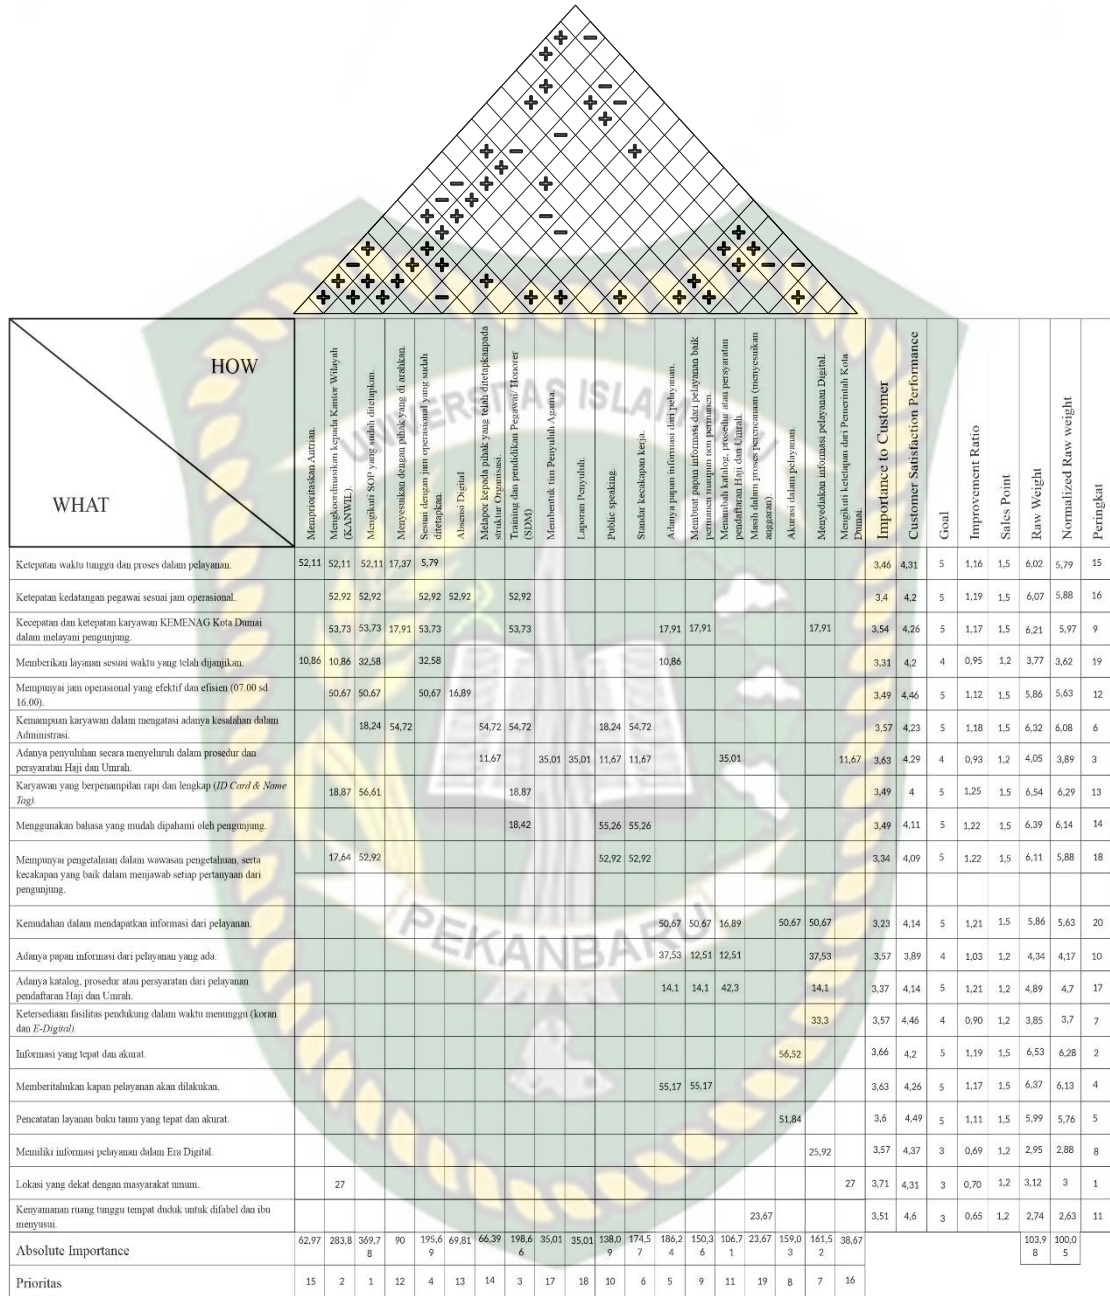 HOW
WHAT
Memprioritaskan Antrian.
Mengkoordinasikan kepada Kantor Wilayah
(KANWIL).
Mengikuti SOP yang sudah ditetapkan.
Menyesuikan dengan pihak yang di arahkan.
Sesuai dengan jam operasional yang sudah
ditetapkan.
Absensi Digital
Melapor kepada pihak yang telah ditetapkanpada
struktur Organisasi.
Training dan pendidikan Pegawai/ Honorer
(SDM)
Membentuk tim Penyuluh Agama.
Laporan Penyuluh.
Public speaking.
Standar kecakapan kerja.
Adanya papan informasi dari pelayanan.
Membuat papan informasi dari pelayanan baik
permanen maupun non permanen.
Menambah katalog, prosedur atau persyaratan
pendaftaran Haji dan Umrah.
Masih dalam proses perencanaan (menyesuikan
anggaran).
Akurasi dalam pelayanan.
Menyediakan informasi pelayanan Digital.
Mengikuti ketetapan dari Pemerintah Kota
Dumai.
Importance to Customer
Customer Satisfaction Performance
Goal
Improvement Ratio
Sales Point
Raw Weight
Normalized Raw weight
Peringkat
UNIVERSITAS ISLAM
PEKANBARU
Ketepatan waktu tunggu dan proses dalam pelayanan. 52,11 52,11 52,11 17,37 5,79 3,46 4,31 5 1,16 1,5 6,02 5,79 15
Ketepatan kedatangan pegawai sesuai jam operasional. 52,92 52,92 52,92 52,92 52,92 3,4 4,2 5 1,19 1,5 6,07 5,88 16
Kecepatan dan ketepatan karyawan KEMENAG Kota Dumai
dalam melayani pengunjung. 53,73 53,73 17,91 53,73 53,73 17,91 17,91 17,91 3,54 4,26 5 1,17 1,5 6,21 5,97 9
Memberikan layanan sesuai waktu yang telah dijanjikan. 10,86 10,86 32,58 32,58 10,86 3,31 4,2 4 0,95 1,2 3,77 3,62 19
Mempunyai jam operasional yang efektif dan efisien (07.00 sd
16.00). 50,67 50,67 50,67 16,89 3,49 4,46 5 1,12 1,5 5,86 5,63 12
Kemampuan karyawan dalam mengatasi adanya kesalahan dalam
Administrasi. 18,24 54,72 54,72 54,72 18,24 54,72 3,57 4,23 5 1,18 1,5 6,32 6,08 6
Adanya penyuluhan secara menyeluruh dalam prosedur dan
persyaratan Haji dan Umrah. 11,67 35,01 35,01 11,67 11,67 35,01 11,67 3,63 4,29 4 0,93 1,2 4,05 3,89 3
Karyawan yang berpenampilan rapi dan lengkap (ID Card & Name
Tag). 18,87 56,61 18,87 3,49 4 5 1,25 1,5 6,54 6,29 13
Menggunakan bahasa yang mudah dipahami oleh pengunjung. 18,42 55,26 55,26 3,49 4,11 5 1,22 1,5 6,39 6,14 14
Mempunyai pengetahuan dalam wawasan pengetahuan, serta
kecakapan yang baik dalam menjawab setiap pertanyaan dari
pengunjung. 17,64 52,92 52,92 52,92 3,34 4,09 5 1,22 1,5 6,11 5,88 18
Kemudahan dalam mendapatkan informasi dari pelayanan. 50,67 50,67 16,89 50,67 50,67 3,23 4,14 5 1,21 1,5 5,86 5,63 20
Adanya papan informasi dari pelayanan yang ada. 37,53 12,51 12,51 37,53 3,57 3,89 4 1,03 1,2 4,34 4,17 10
Adanya katalog, prosedur atau persyaratan dari pelayanan
pendaftaran Haji dan Umrah. 14,1 14,1 42,3 14,1 3,37 4,14 5 1,21 1,2 4,89 4,7 17
Ketersediaan fasilitas pendukung dalam waktu menunggu (koran
dan E-Digital). 33,3 3,57 4,46 4 0,90 1,2 3,85 3,7 7
Informasi yang tepat dan akurat. 56,52 3,66 4,2 5 1,19 1,5 6,53 6,28 2
Memberitahukan kapan pelayanan akan dilakukan. 55,17 55,17 3,63 4,26 5 1,17 1,5 6,37 6,13 4
Pencatatan layanan buku tamu yang tepat dan akurat. 51,84 3,6 4,49 5 1,11 1,5 5,99 5,76 5
Memiliki informasi pelayanan dalam Era Digital. 25,92 3,57 4,37 3 0,69 1,2 2,95 2,88 8
Lokasi yang dekat dengan masyarakat umum. 27 27 3,71 4,31 3 0,70 1,2 3,12 3 1
Kenyamanan ruang tunggu tempat duduk untuk difabel dan ibu
menyusui. 23,67 3,51 4,6 3 0,65 1,2 2,74 2,63 11
Absolute Importance 62,97 283,8 369,78 90 195,69 69,81 66,39 198,66 35,01 35,01 138,09 174,57 186,24 150,36 106,71 23,67 159,03 161,52 38,67 103,98 100,05
Prioritas 15 2 1 12 4 13 14 3 17 18 10 6 5 9 11 19 8 7 16